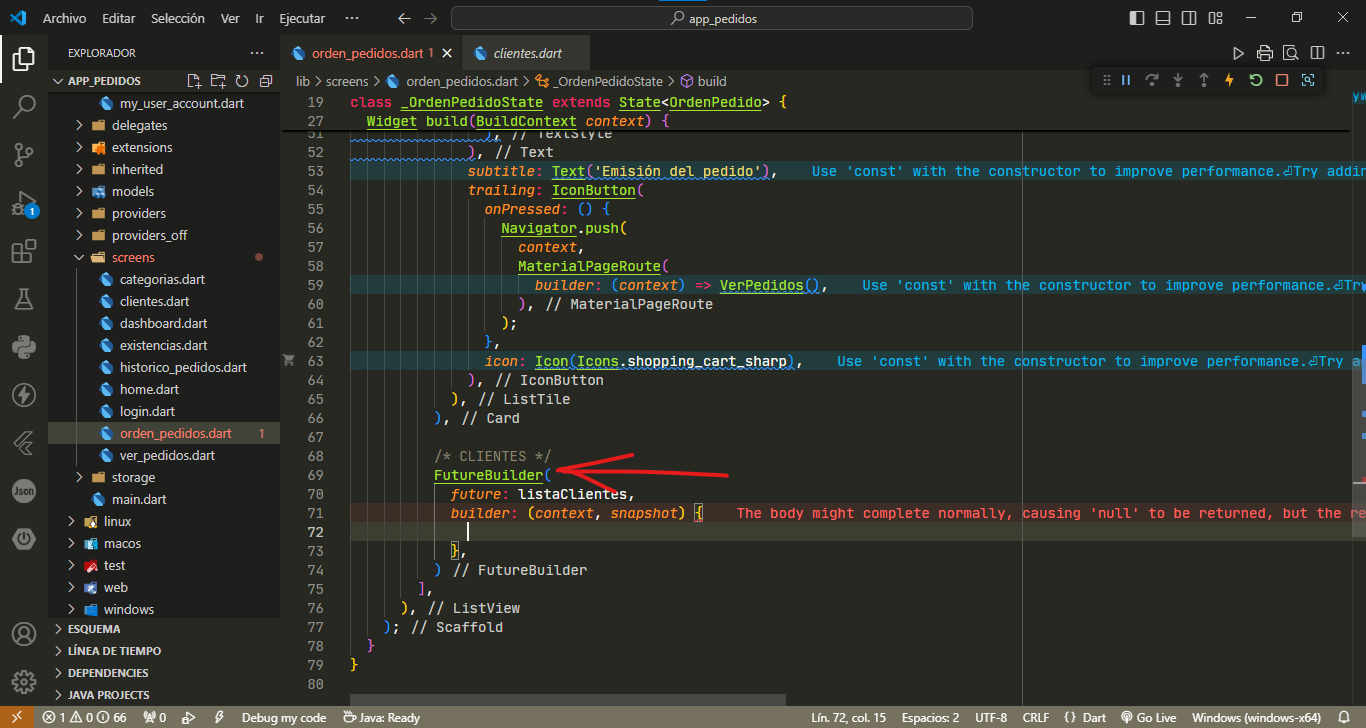 Archivo Editar Selección Ver Ir Ejecutar ··· app_pedidos
EXPLORADOR ···
APP_PEDIDOS
my_user_account.dart
delegates
extensions
inherited
models
providers
providers_off
screens
categorias.dart
clientes.dart
dashboard.dart
existencias.dart
historico_pedidos.dart
home.dart
login.dart
orden_pedidos.dart 1
ver_pedidos.dart
storage
main.dart
linux
macos
test
web
windows
ESQUEMA
LÍNEA DE TIEMPO
DEPENDENCIES
JAVA PROJECTS
1
Json
orden_pedidos.dart 1 clientes.dart
lib > screens > orden_pedidos.dart > _OrdenPedidoState > build
19 class _OrdenPedidoState extends State<OrdenPedido> {
27 Widget build(BuildContext context) {
51 ), // TextStyle
52 ), // Text
53 subtitle: Text('Emisión del pedido'), Use 'const' with the constructor to improve performance.⏎Try addin
54 trailing: IconButton(
55 onPressed: () {
56 Navigator.push(
57 context,
58 MaterialPageRoute(
59 builder: (context) => VerPedidos(), Use 'const' with the constructor to improve performance.⏎Try
60 ), // MaterialPageRoute
61 );
62 },
63 icon: Icon(Icons.shopping_cart_sharp), Use 'const' with the constructor to improve performance.⏎Try ad
64 ), // IconButton
65 ), // ListTile
66 ), // Card
67
68 /* CLIENTES */
69 FutureBuilder(
70 future: listaClientes,
71 builder: (context, snapshot) { The body might complete normally, causing 'null' to be returned, but the re
72
73 },
74 ) // FutureBuilder
75 ],
76 ), // ListView
77 ); // Scaffold
78 }
79 }
80
1 0 66 0 Debug my code Java: Ready Lín. 72, col. 15 Espacios: 2 UTF-8 CRLF {} Dart Go Live Windows (windows-x64)